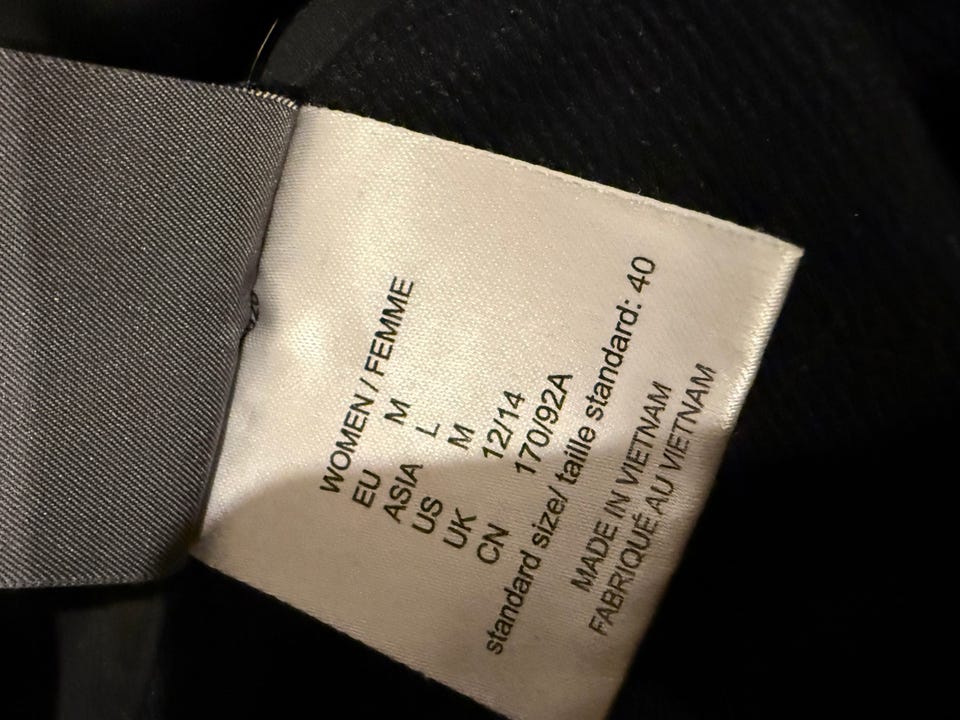 WOMEN / FEMME
EU M
ASIA L
US M
UK 12/14
CN 170/92A
standard size/ taille standard: 40
MADE IN VIETNAM
FABRIQUÉ AU VIETNAM